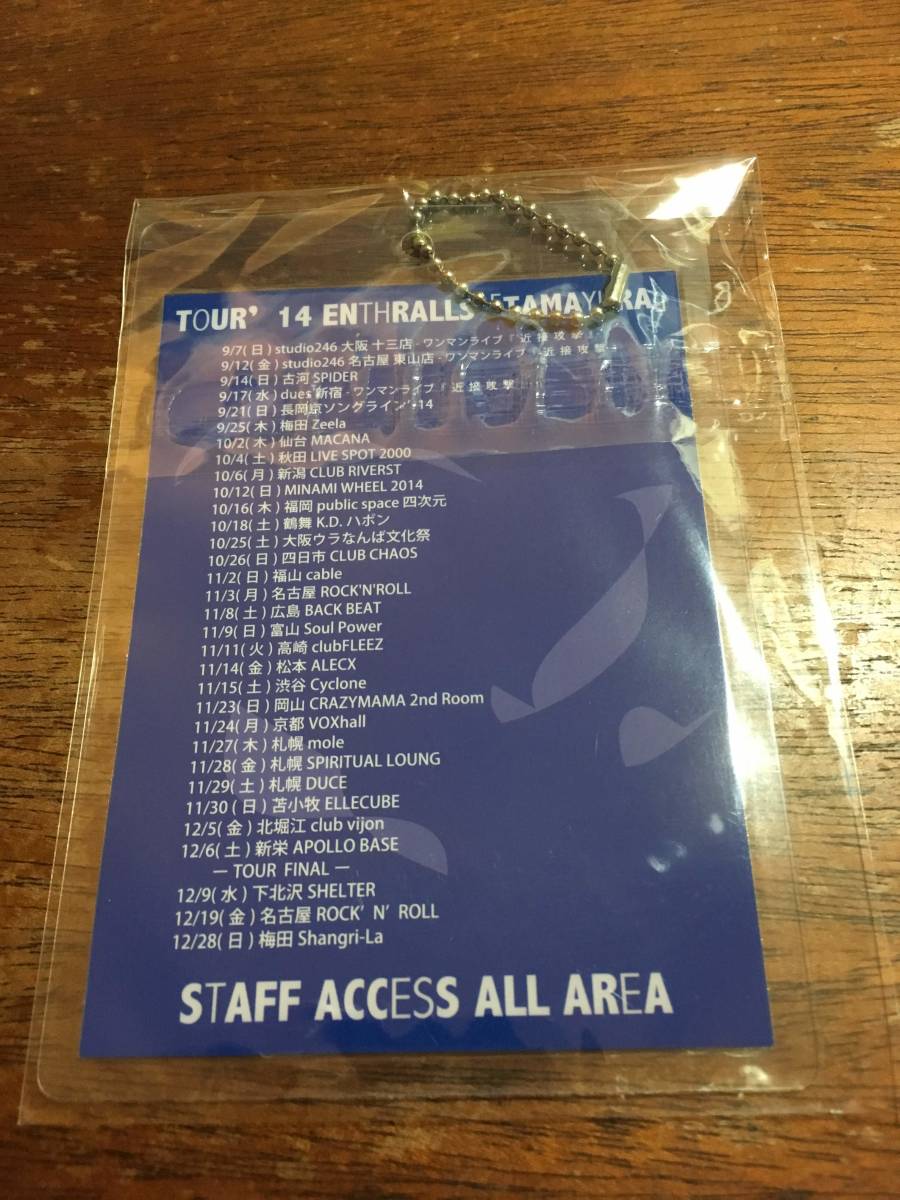 TOUR' 14 ENTHRALLS TAMAYURA
9/7(日) studio246 大阪 十三店 - ワンマンライブ『近接攻撃』
9/12(金) studio246 名古屋 東山店 - ワンマンライブ『近接攻撃』
9/14(日) 古河 SPIDER
9/17(水) dues 新宿 - ワンマンライブ『近接攻撃』
9/21(日) 長岡京ソングライン'14
9/25(木) 梅田 Zeela
10/2(木) 仙台 MACANA
10/4(土) 秋田 LIVE SPOT 2000
10/6(月) 新潟 CLUB RIVERST
10/12(日) MINAMI WHEEL 2014
10/16(木) 福岡 public space 四次元
10/18(土) 鶴舞 K.D. ハポン
10/25(土) 大阪ウラなんば文化祭
10/26(日) 四日市 CLUB CHAOS
11/2(日) 福山 cable
11/3(月) 名古屋 ROCK'N'ROLL
11/8(土) 広島 BACK BEAT
11/9(日) 富山 Soul Power
11/11(火) 高崎 clubFLEEZ
11/14(金) 松本 ALECX
11/15(土) 渋谷 Cyclone
11/23(日) 岡山 CRAZYMAMA 2nd Room
11/24(月) 京都 VOXhall
11/27(木) 札幌 mole
11/28(金) 札幌 SPIRITUAL LOUNG
11/29(土) 札幌 DUCE
11/30(日) 苫小牧 ELLECUBE
12/5(金) 北堀江 club vijon
12/6(土) 新栄 APOLLO BASE
— TOUR FINAL —
12/9(水) 下北沢 SHELTER
12/19(金) 名古屋 ROCK' N' ROLL
12/28(日) 梅田 Shangri-La
STAFF ACCESS ALL AREA